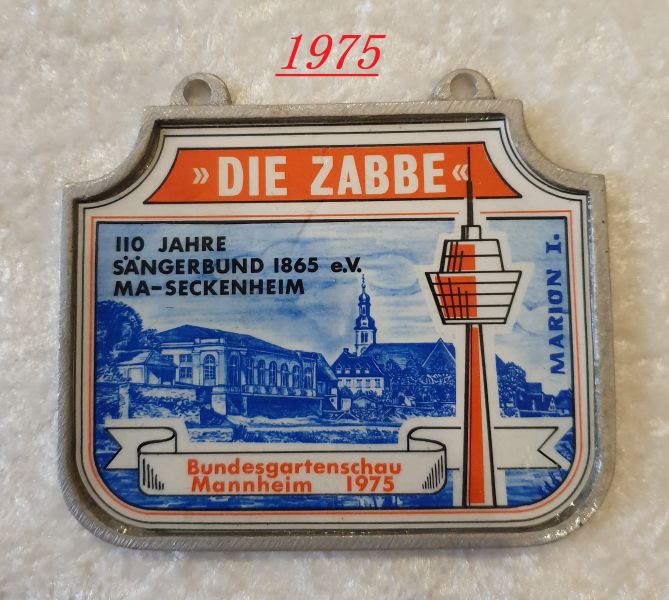 1975
»DIE ZABBE«
110 JAHRE
SÄNGERBUND 1865 e.V.
MA-SECKENHEIM
MARION I.
Bundesgartenschau
Mannheim 1975